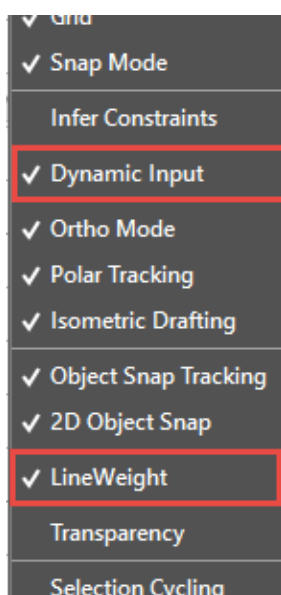 Grid
Snap Mode
Infer Constraints
Dynamic Input
Ortho Mode
Polar Tracking
Isometric Drafting
Object Snap Tracking
2D Object Snap
LineWeight
Transparency
Selection Cycling